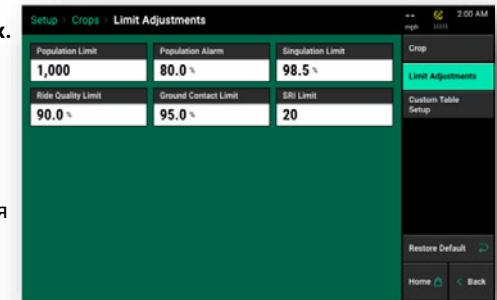 к.
я
Setup › Crops › Limit Adjustments
-- mph
2:00 AM
Population Limit
1,000
Population Alarm
80.0 %
Singulation Limit
98.5 %
Ride Quality Limit
90.0 %
Ground Contact Limit
95.0 %
SRI Limit
20
Crop
Limit Adjustments
Custom Table
Setup
Restore Default
Home
< Back